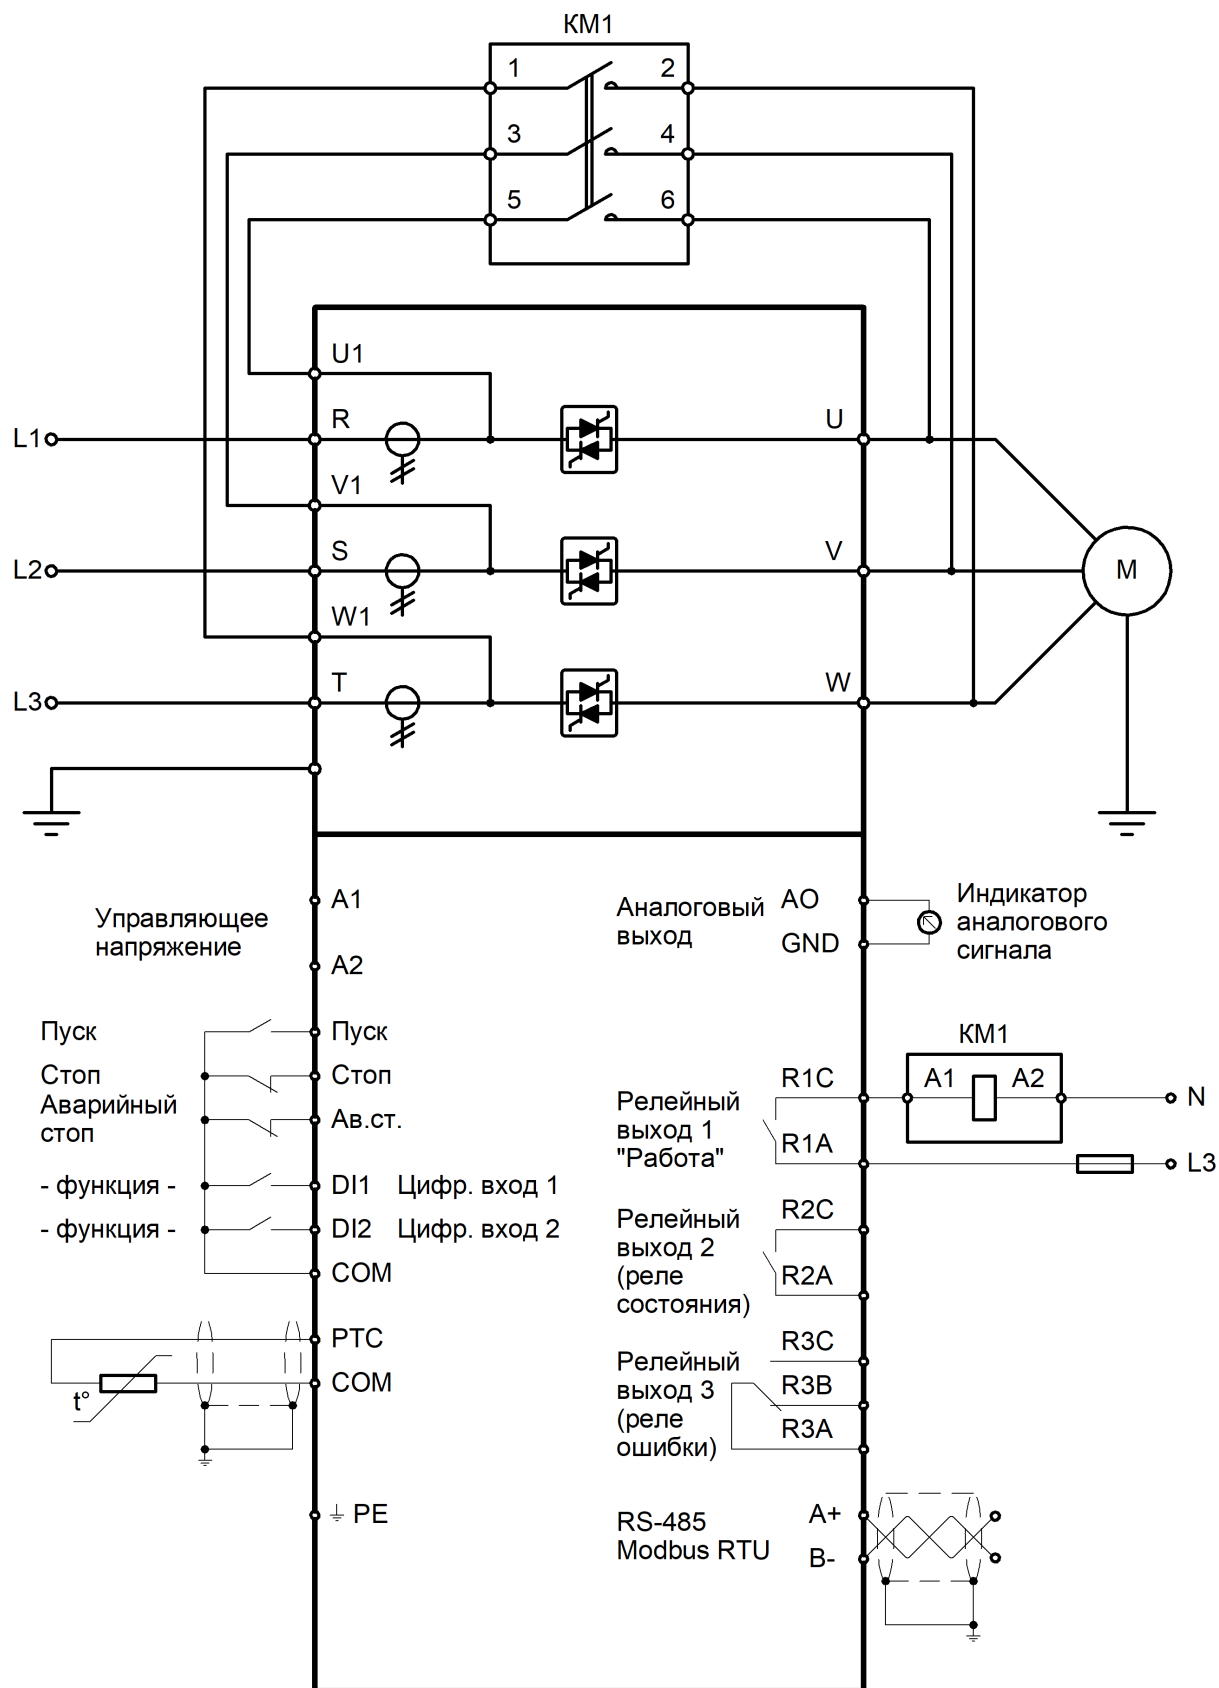 KM1
1 2
3 4
5 6
U1
L1 R U
V1
L2 S V M
W1
L3 T W
Управляющее
напряжение
A1
A2
Аналоговый
выход
AO
GND
Индикатор
аналогового
сигнала
Пуск Пуск
Стоп Стоп
Аварийный
стоп
Ав.ст.
- функция - DI1 Цифр. вход 1
- функция - DI2 Цифр. вход 2
COM
PTC
COM
t°
PE
KM1
A1 A2
N
L3
Релейный
выход 1
"Работа"
R1C
R1A
Релейный
выход 2
(реле
состояния)
R2C
R2A
Релейный
выход 3
(реле
ошибки)
R3C
R3B
R3A
RS-485
Modbus RTU
A+
B-